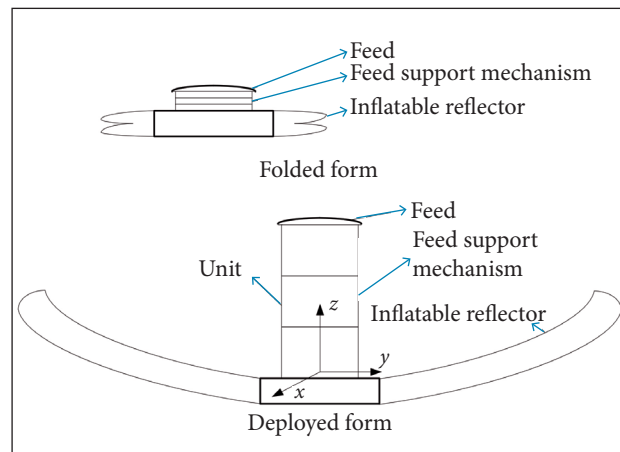 Feed
Feed support mechanism
Inflatable reflector
Folded form
Feed
Feed support
mechanism
Unit
z
Inflatable reflector
y
x
Deployed form